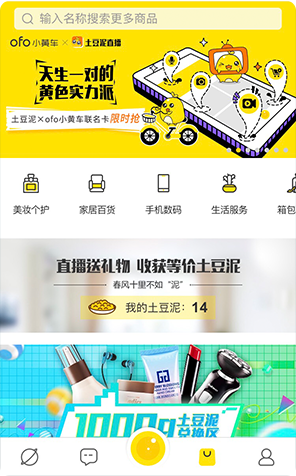 输入名称搜索更多商品
ofo 小黄车 × 土豆泥直播
天生一对的
黄色实力派
土豆泥×ofo小黄车联名卡 限时抢
美妆个护 家居百货 手机数码 生活服务 箱包
直播送礼物 收获等价土豆泥
春风十里不如“泥”
我的土豆泥：14
1000g 土豆泥
兑换区